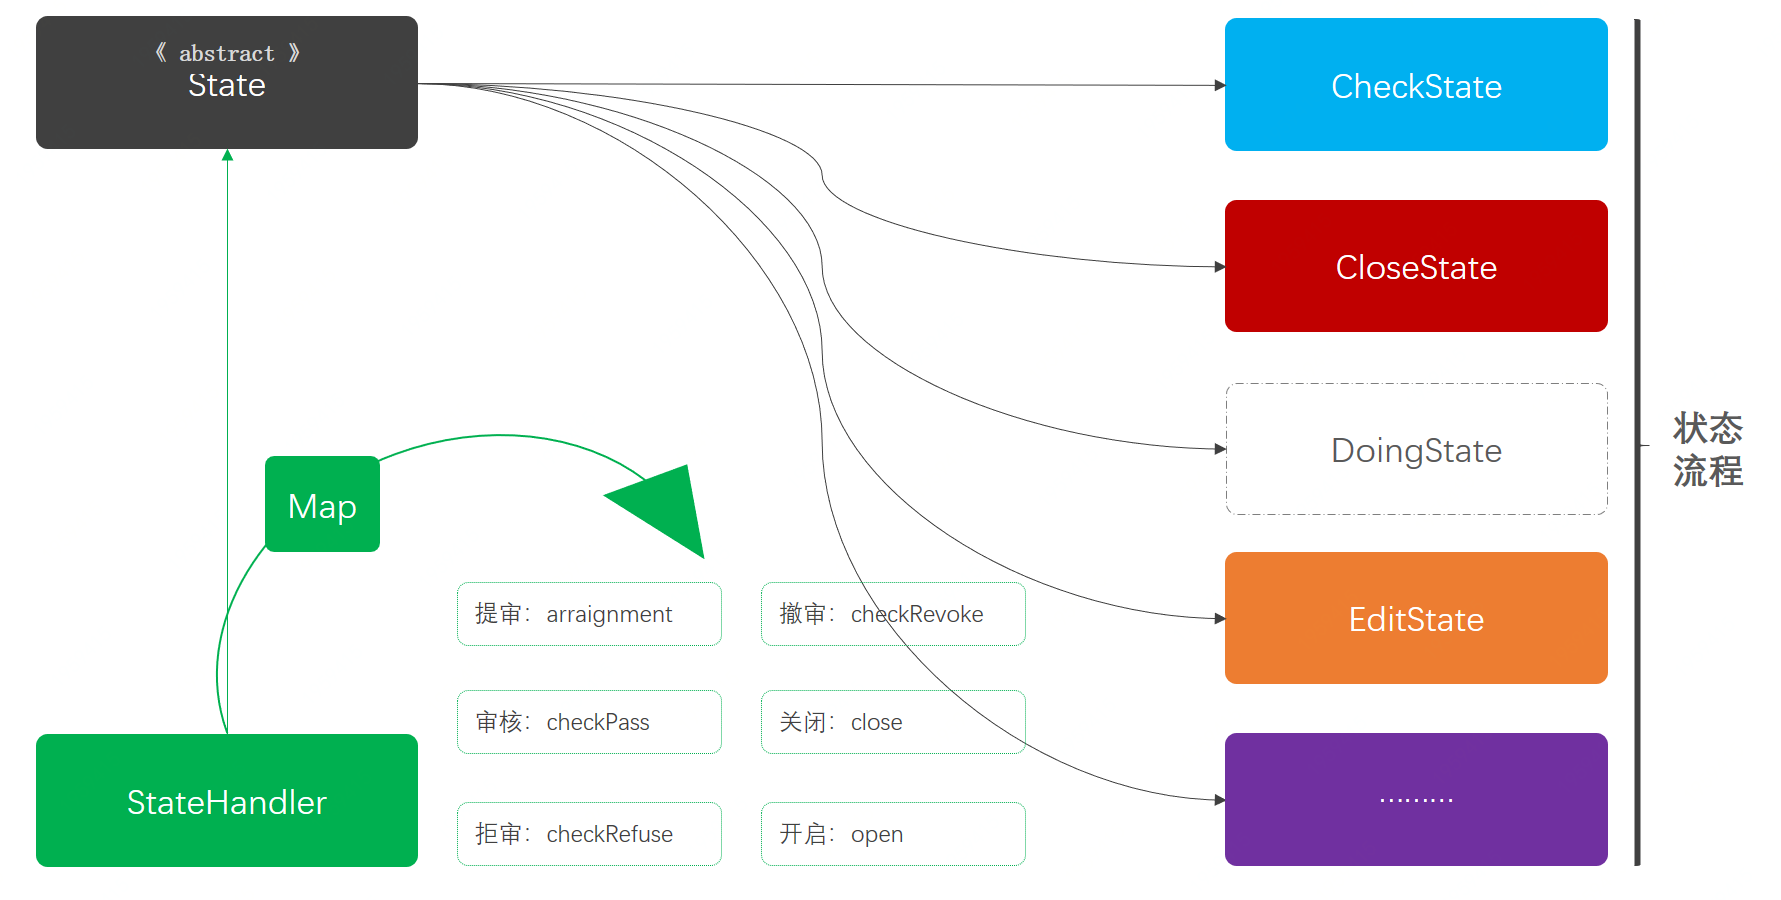 《 abstract 》
State
CheckState
CloseState
DoingState
EditState
………
状态
流程
Map
StateHandler
提审：arraignment
撤审：checkRevoke
审核：checkPass
关闭：close
拒审：checkRefuse
开启：open